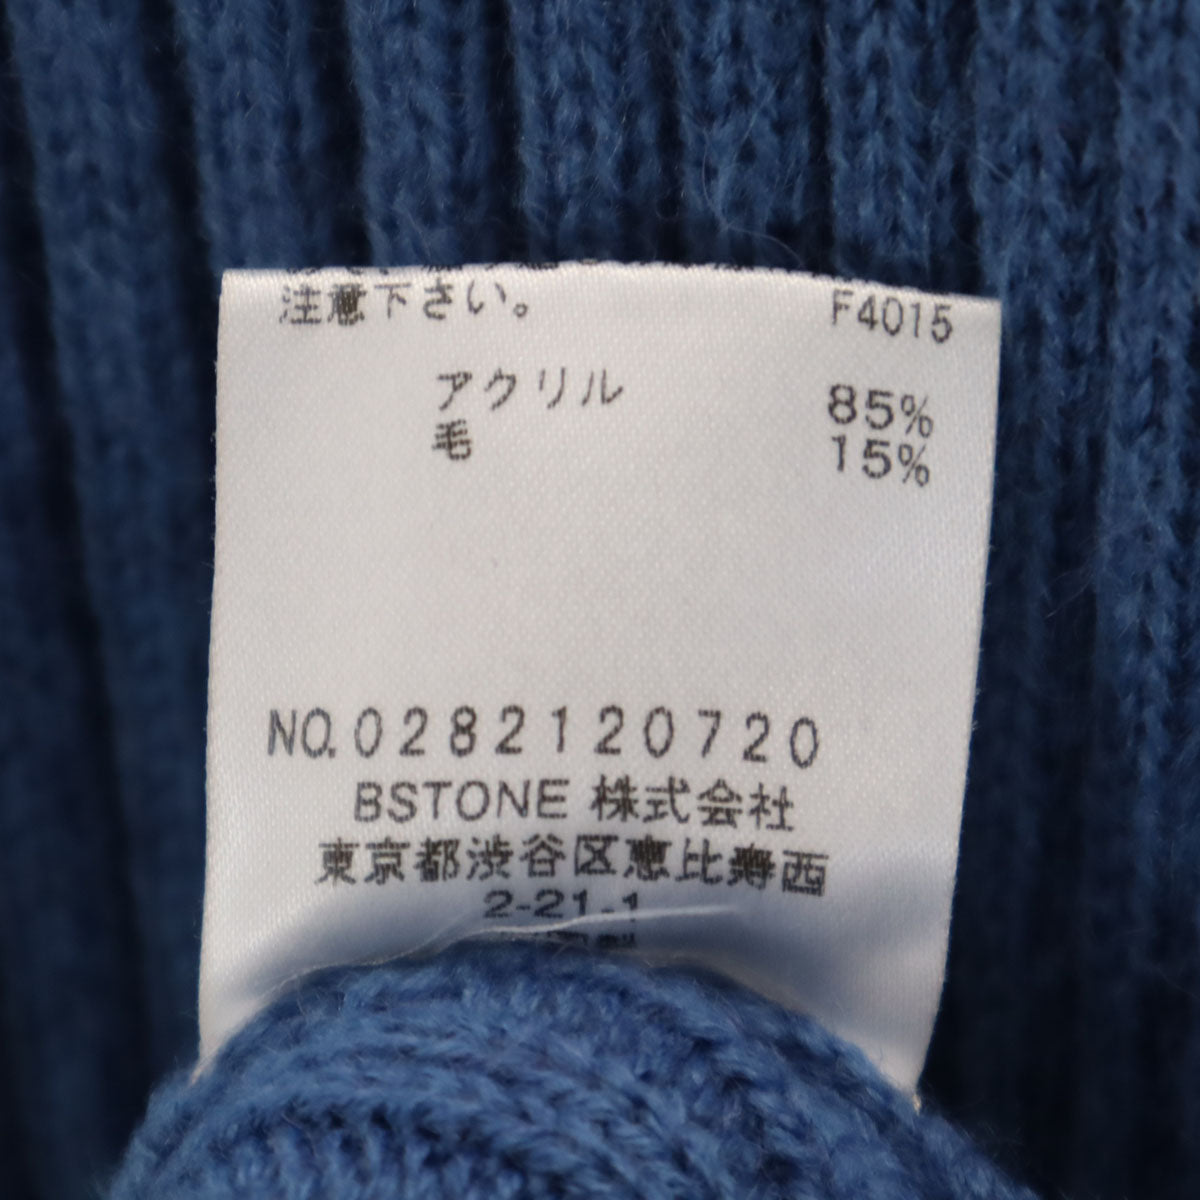 注意下さい。 F4015
アクリル 85%
毛 15%
NO.0282120720
BSTONE 株式会社
東京都渋谷区恵比寿西
2-21-1